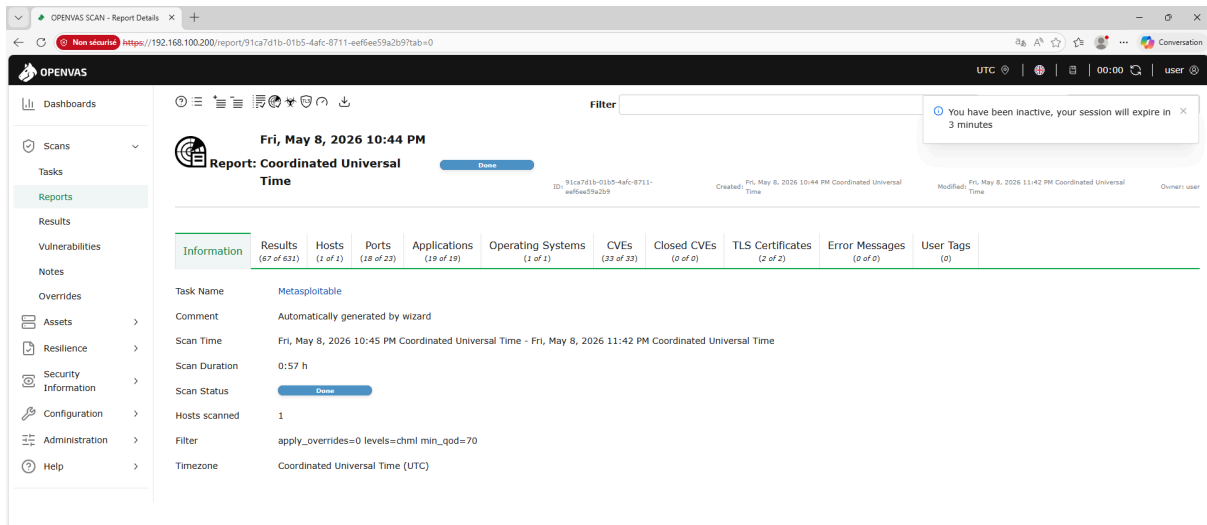 OPENVAS SCAN - Report Details
Non sécurisé https://192.168.100.200/report/91ca7d1b-01b5-4afc-8711-eef6ee59a2b9?tab=0
Conversation
OPENVAS
UTC
00:00
user
Dashboards
Scans
Tasks
Reports
Results
Vulnerabilities
Notes
Overrides
Assets
Resilience
Security
Information
Configuration
Administration
Help
Filter
You have been inactive, your session will expire in
3 minutes
Report:
Fri, May 8, 2026 10:44 PM
Coordinated Universal
Time
Done
ID: 91ca7d1b-01b5-4afc-8711-
eef6ee59a2b9
Created: Fri, May 8, 2026 10:44 PM Coordinated Universal
Time
Modified: Fri, May 8, 2026 11:42 PM Coordinated Universal
Time
Owner: user
Information
Results
(67 of 631)
Hosts
(1 of 1)
Ports
(18 of 23)
Applications
(19 of 19)
Operating Systems
(1 of 1)
CVEs
(33 of 33)
Closed CVEs
(0 of 0)
TLS Certificates
(2 of 2)
Error Messages
(0 of 0)
User Tags
(0)
Task Name Metasploitable
Comment Automatically generated by wizard
Scan Time Fri, May 8, 2026 10:45 PM Coordinated Universal Time - Fri, May 8, 2026 11:42 PM Coordinated Universal Time
Scan Duration 0:57 h
Scan Status Done
Hosts scanned 1
Filter apply_overrides=0 levels=chml min_qod=70
Timezone Coordinated Universal Time (UTC)